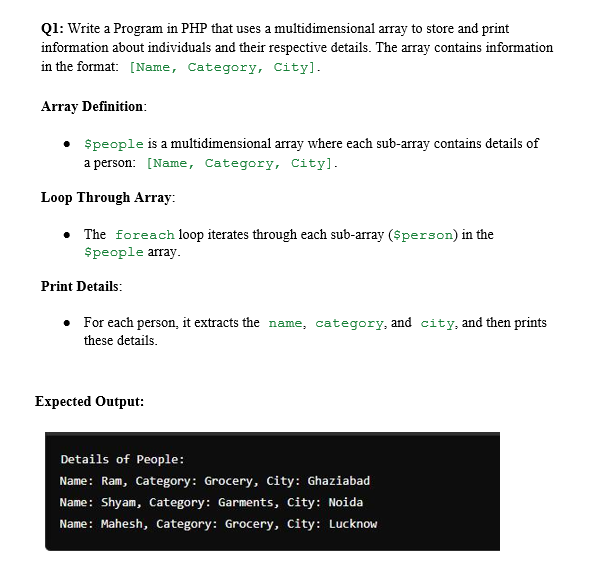 Q1: Write a Program in PHP that uses a multidimensional array to store and print
information about individuals and their respective details. The array contains information
in the format: [Name, Category, City].
Array Definition:
● $people is a multidimensional array where each sub-array contains details of
a person: [Name, Category, City].
Loop Through Array:
● The foreach loop iterates through each sub-array ($person) in the
$people array.
Print Details:
● For each person, it extracts the name, category, and city, and then prints
these details.
Expected Output:
Details of People:
Name: Ram, Category: Grocery, City: Ghaziabad
Name: Shyam, Category: Garments, City: Noida
Name: Mahesh, Category: Grocery, City: Lucknow